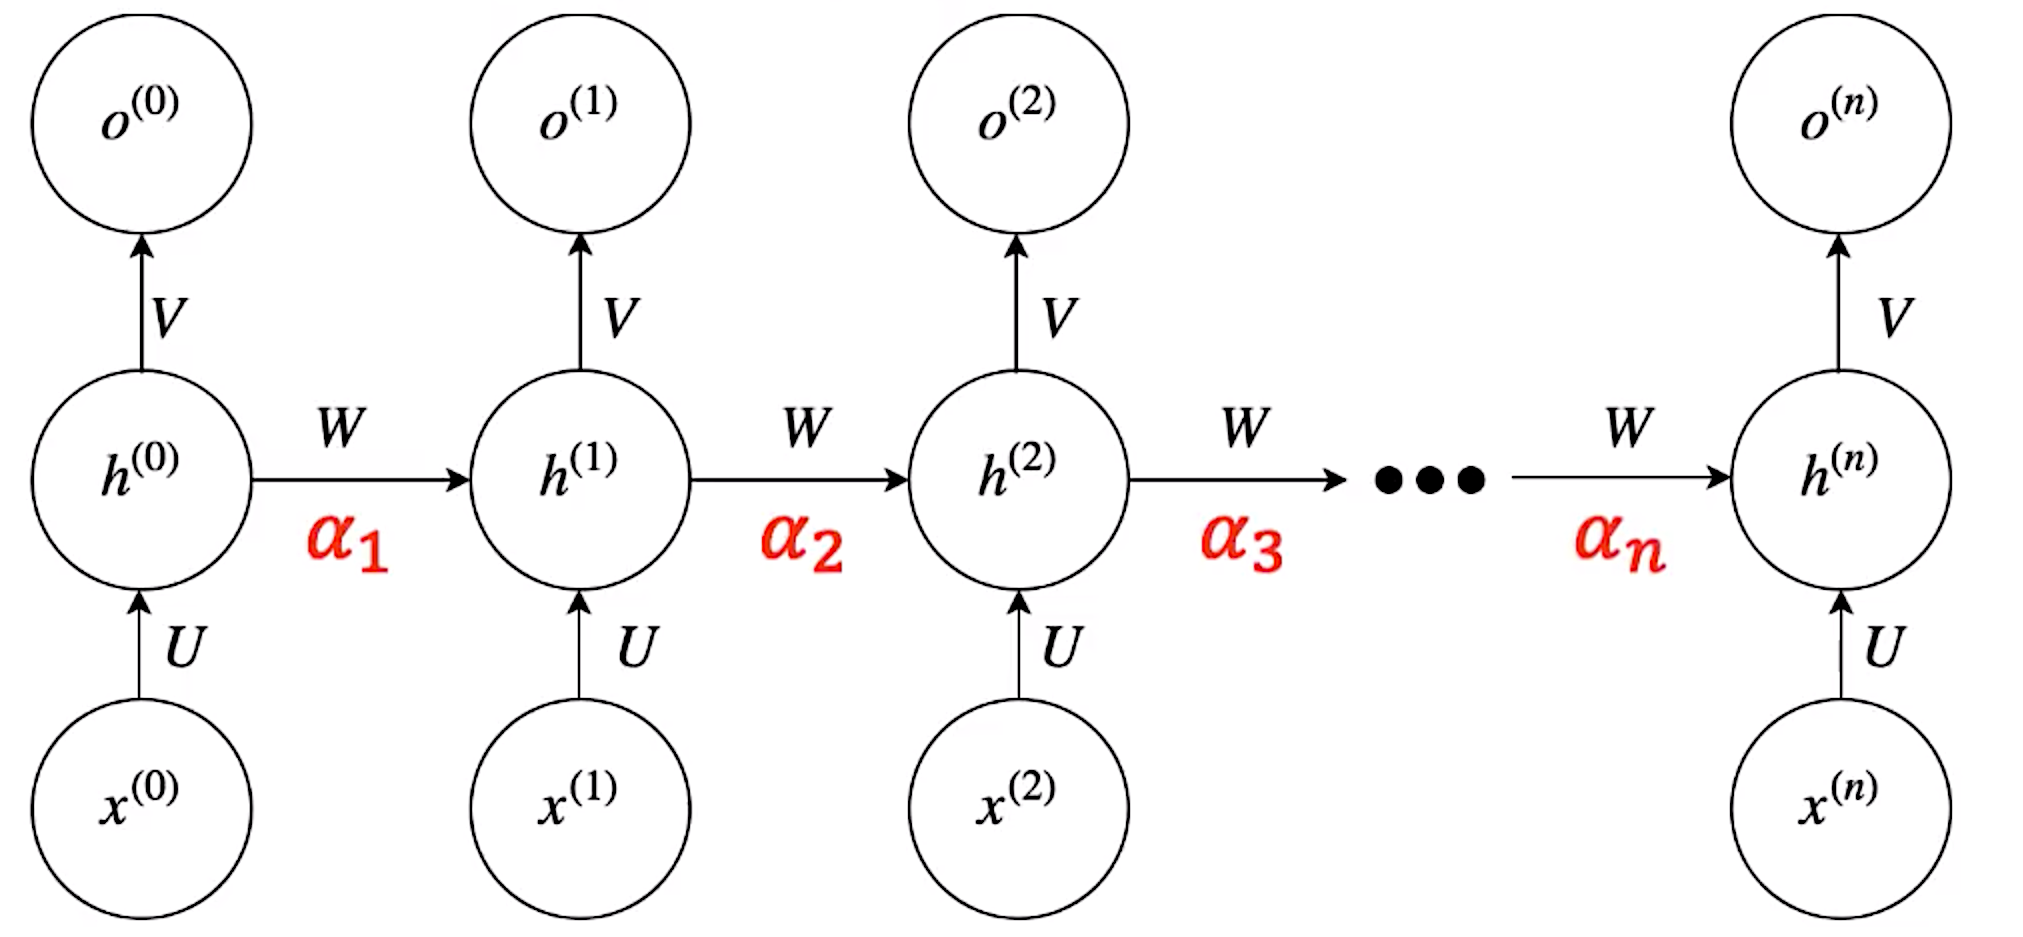 o^(0) o^(1) o^(2) o^(n)
V V V V
W W W W
h^(0) h^(1) h^(2) ••• h^(n)
α₁ α₂ α₃ αₙ
U U U U
x^(0) x^(1) x^(2) x^(n)